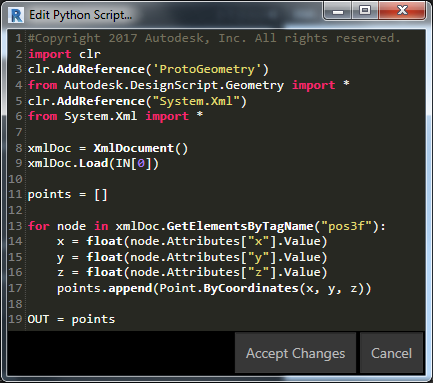 R Edit Python Script...
1 #Copyright 2017 Autodesk, Inc. All rights reserved.
2 import clr
3 clr.AddReference('ProtoGeometry')
4 from Autodesk.DesignScript.Geometry import *
5 clr.AddReference("System.Xml")
6 from System.Xml import *
7
8 xmlDoc = XmlDocument()
9 xmlDoc.Load(IN[0])
10
11 points = []
12
13 for node in xmlDoc.GetElementsByTagName("pos3f"):
14     x = float(node.Attributes["x"].Value)
15     y = float(node.Attributes["y"].Value)
16     z = float(node.Attributes["z"].Value)
17     points.append(Point.ByCoordinates(x, y, z))
18
19 OUT = points
Accept Changes Cancel